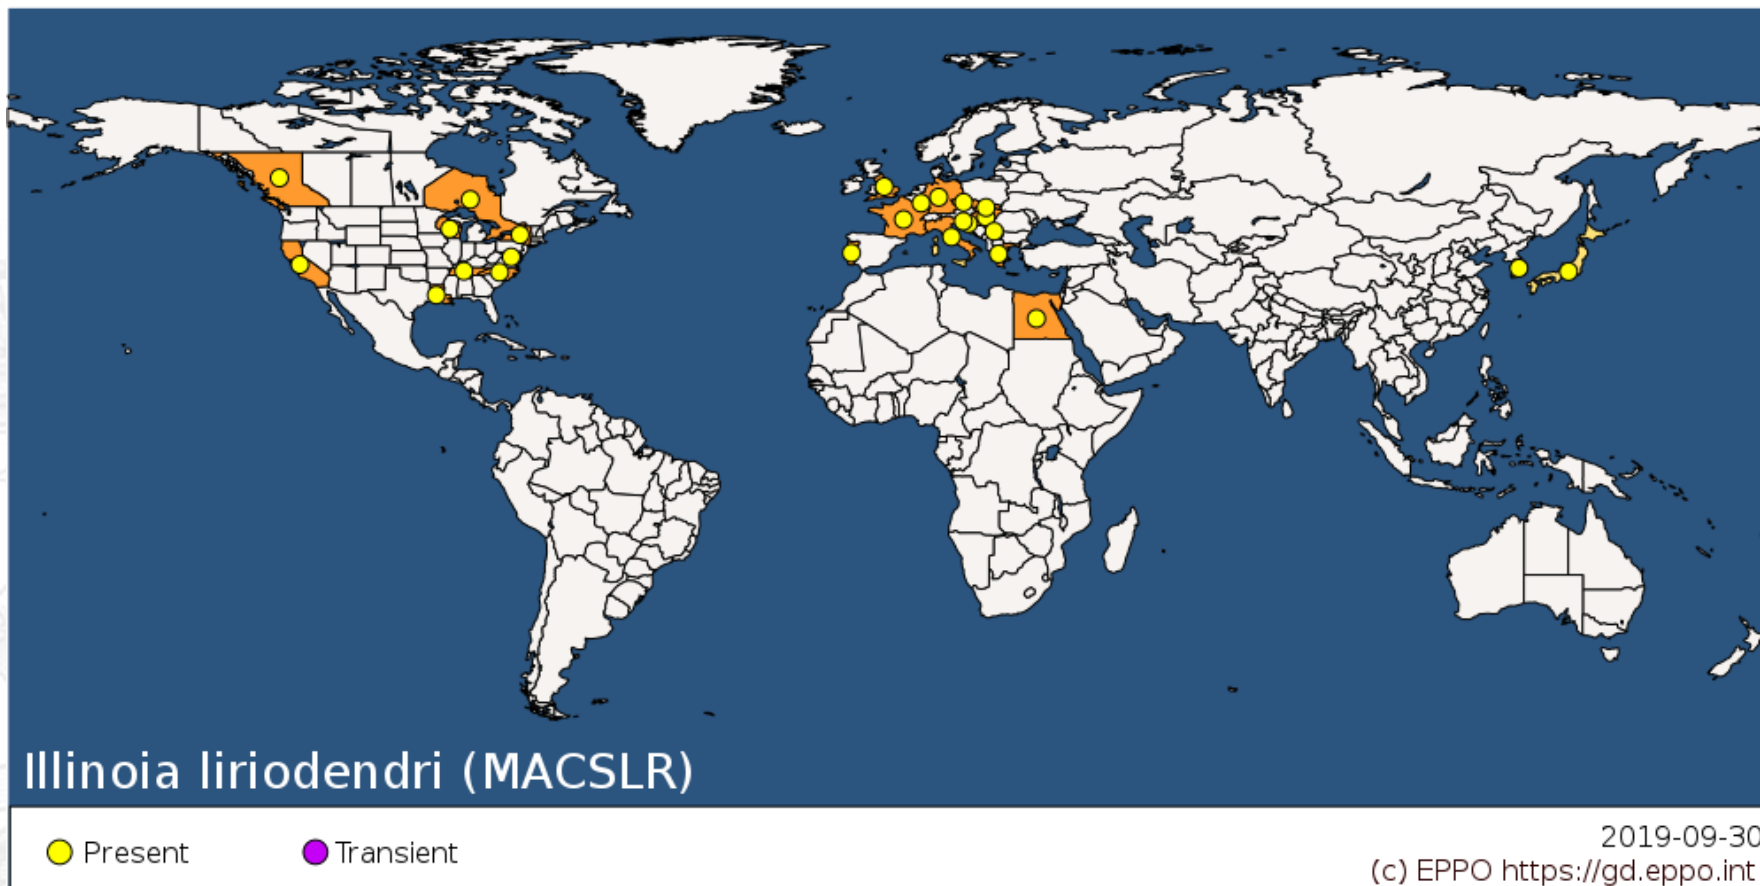 Illinoia liriodendri (MACSLR)
Present
Transient
2019-09-30
(c) EPPO https://gd.eppo.int